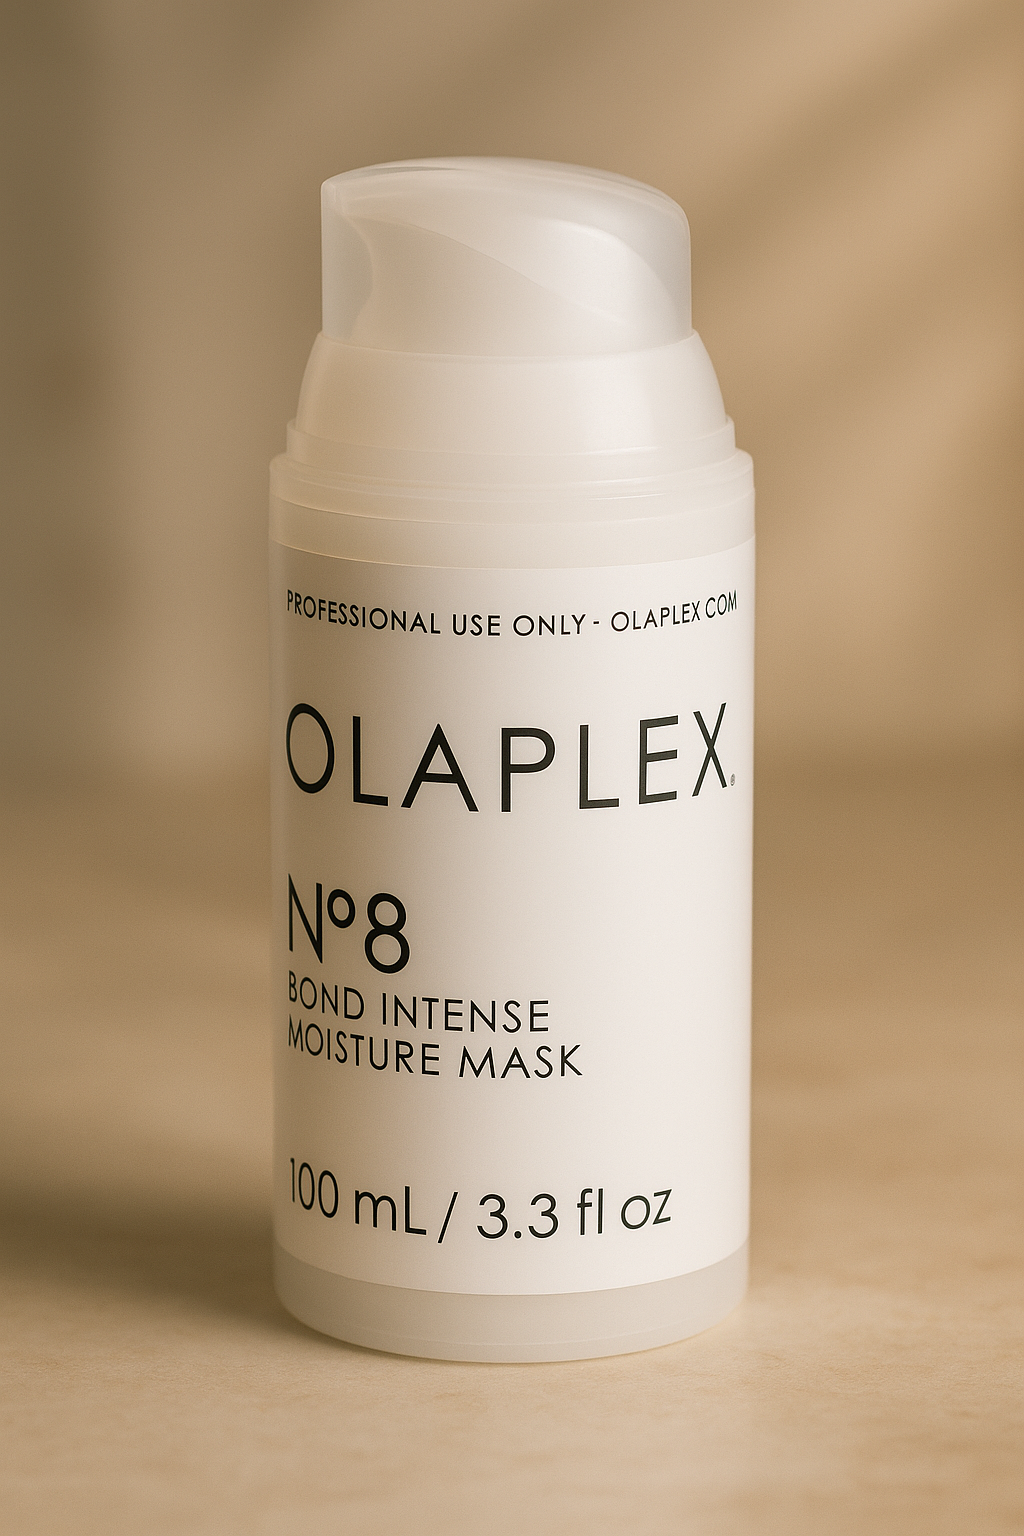 PROFESSIONAL USE ONLY - OLAPLEX COM
OLAPLEX®
Nº8
BOND INTENSE
MOISTURE MASK
100 mL / 3.3 fl oz